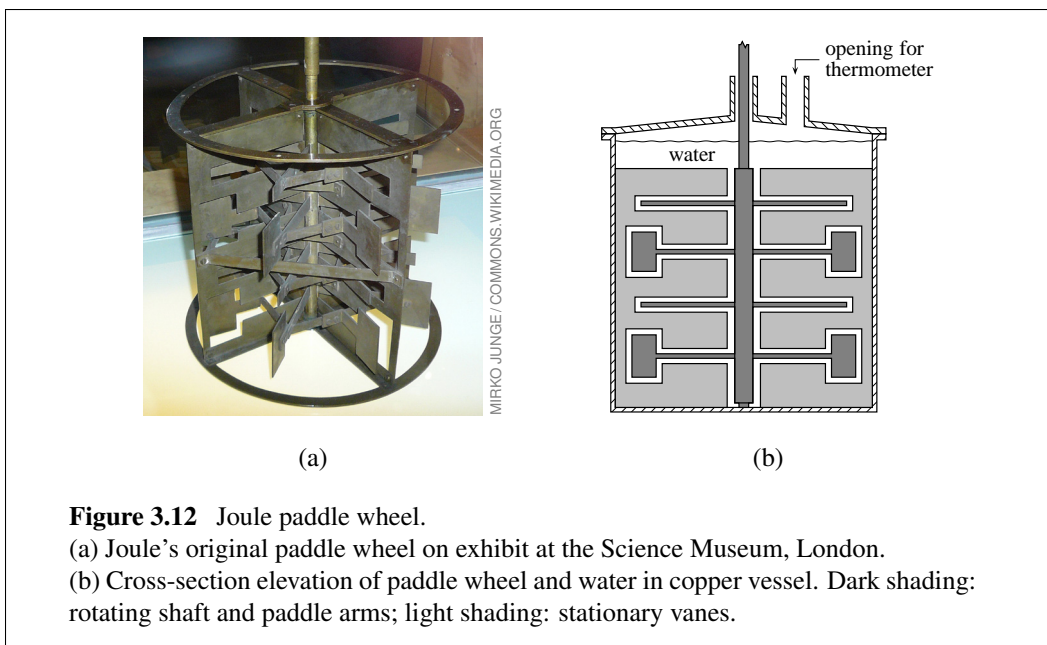 MIRKO JUNGE / COMMONS.WIKIMEDIA.ORG
opening for
thermometer
water
(a)
(b)
Figure 3.12 Joule paddle wheel.
(a) Joule's original paddle wheel on exhibit at the Science Museum, London.
(b) Cross-section elevation of paddle wheel and water in copper vessel. Dark shading:
rotating shaft and paddle arms; light shading: stationary vanes.